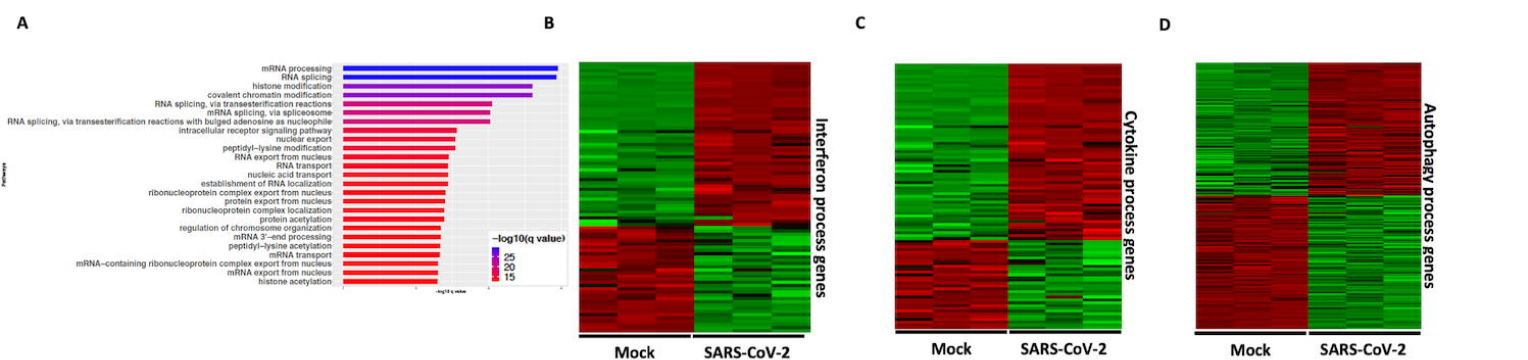 A
B
C
D
mRNA processing
RNA splicing
histone modification
covalent chromatin modification
RNA splicing, via transesterification reactions
mRNA splicing, via spliceosome
RNA splicing, via transesterification reactions with bulged adenosine as nucleophile
intracellular receptor signaling pathway
nuclear export
peptidyl−lysine modification
RNA export from nucleus
RNA transport
nucleic acid transport
establishment of RNA localization
ribonucleoprotein complex export from nucleus
protein export from nucleus
ribonucleoprotein complex localization
protein acetylation
regulation of chromosome organization
mRNA 3'−end processing
peptidyl−lysine acetylation
mRNA transport
mRNA−containing ribonucleoprotein complex export from nucleus
mRNA export from nucleus
histone acetylation
Pathways
−log10 q value
−log10(q value)
25
20
15
Interferon process genes
Mock
SARS-CoV-2
Cytokine process genes
Mock
SARS-CoV-2
Autophagy process genes
Mock
SARS-CoV-2